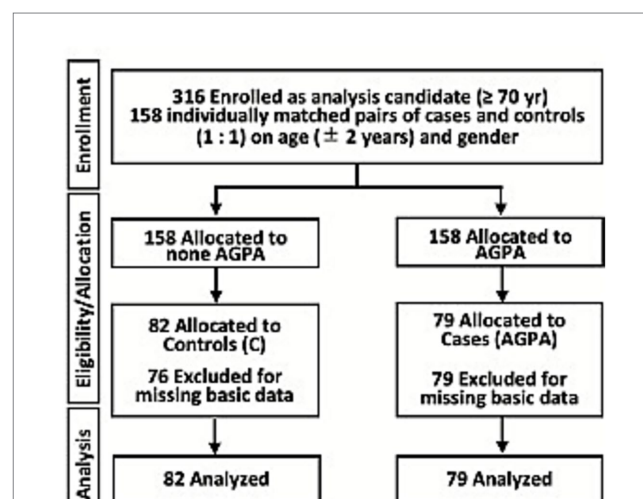 Enrollment
316 Enrolled as analysis candidate (≥ 70 yr)
158 individually matched pairs of cases and controls
(1 : 1) on age ( ± 2 years) and gender
Eligibility/Allocation
158 Allocated to
none AGPA
158 Allocated to
AGPA
82 Allocated to
Controls (C)
76 Excluded for
missing basic data
79 Allocated to
Cases (AGPA)
79 Excluded for
missing basic data
Analysis
82 Analyzed
79 Analyzed